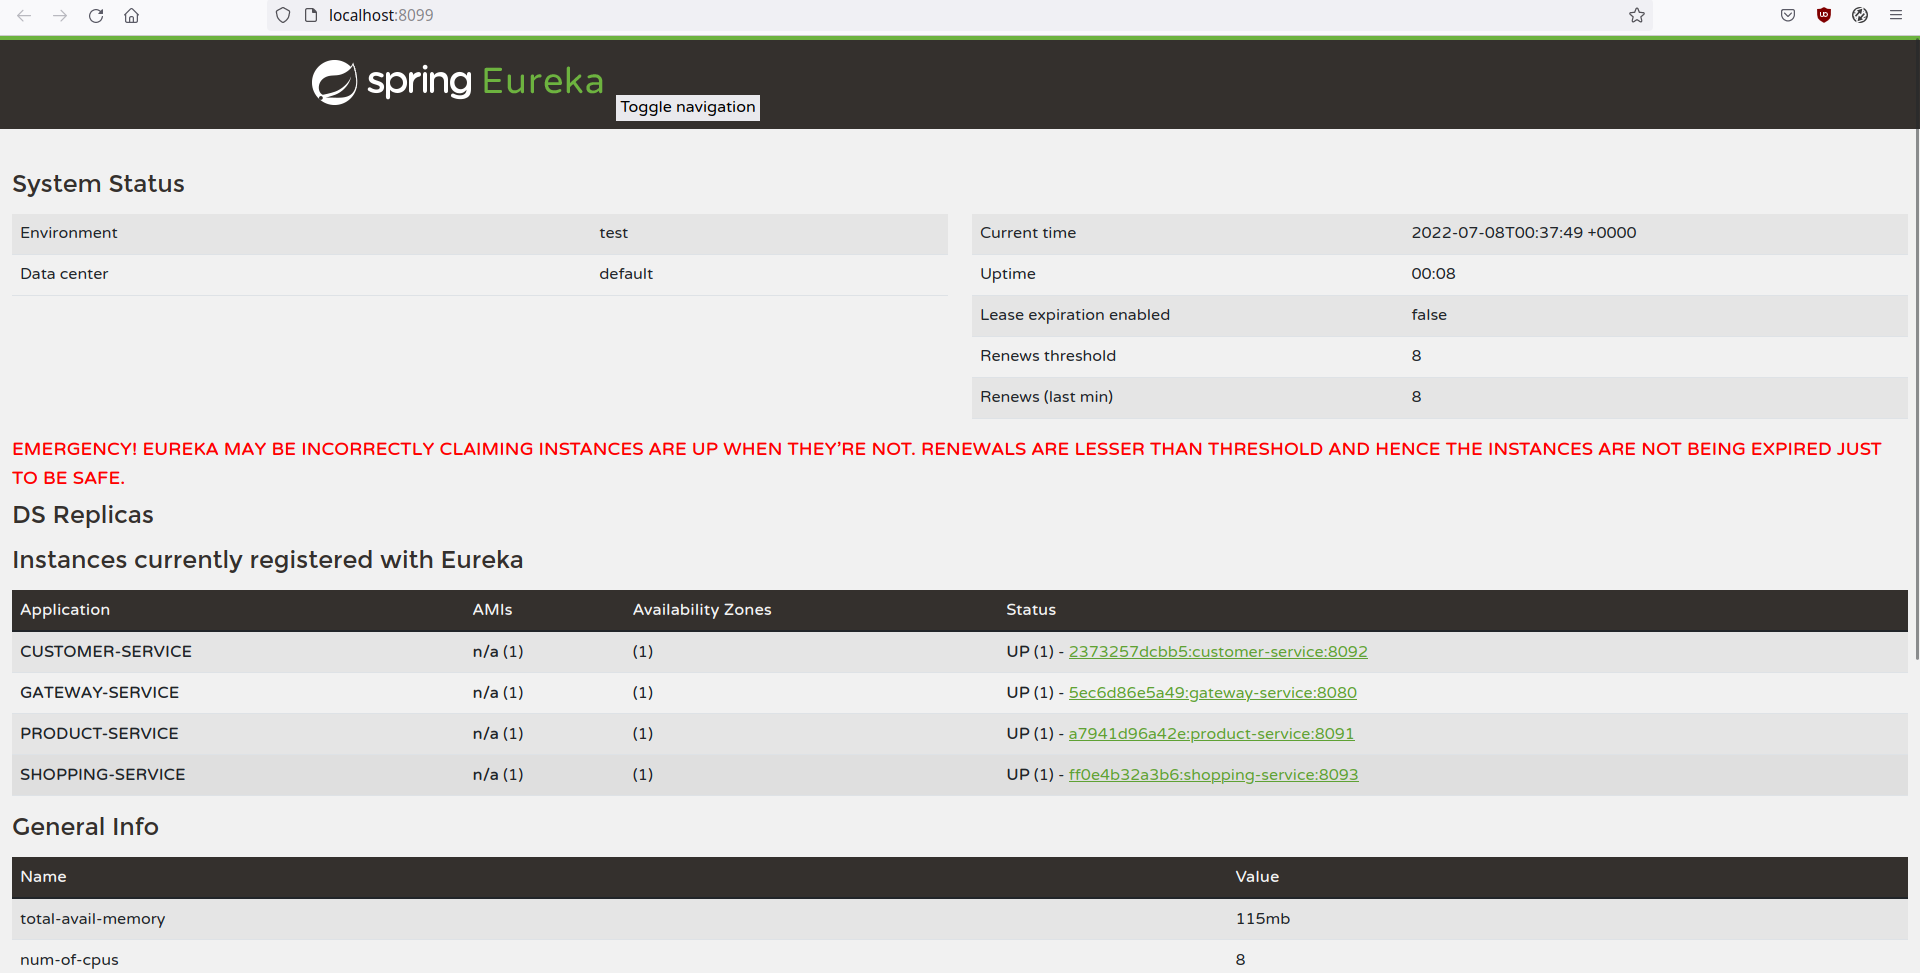 localhost:8099
spring Eureka
Toggle navigation
System Status
Environment test
Data center default
Current time 2022-07-08T00:37:49 +0000
Uptime 00:08
Lease expiration enabled false
Renews threshold 8
Renews (last min) 8
EMERGENCY! EUREKA MAY BE INCORRECTLY CLAIMING INSTANCES ARE UP WHEN THEY'RE NOT. RENEWALS ARE LESSER THAN THRESHOLD AND HENCE THE INSTANCES ARE NOT BEING EXPIRED JUST
TO BE SAFE.
DS Replicas
Instances currently registered with Eureka
Application AMIs Availability Zones Status
CUSTOMER-SERVICE n/a (1) (1) UP (1) - 2373257dcbb5:customer-service:8092
GATEWAY-SERVICE n/a (1) (1) UP (1) - 5ec6d86e5a49:gateway-service:8080
PRODUCT-SERVICE n/a (1) (1) UP (1) - a7941d96a42e:product-service:8091
SHOPPING-SERVICE n/a (1) (1) UP (1) - ff0e4b32a3b6:shopping-service:8093
General Info
Name Value
total-avail-memory 115mb
num-of-cpus 8